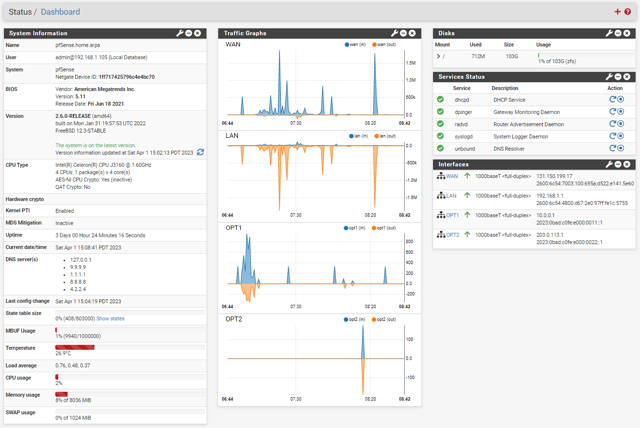 Status / Dashboard
System Information
Name pfSense.home.arpa
User admin@192.168.1.105 (Local Database)
System pfSense
Netgate Device ID: 1ff717425796c4e4bc70
BIOS Vendor: American Megatrends Inc.
Version: 5.11
Release Date: Fri Jun 18 2021
Version 2.6.0-RELEASE (amd64)
built on Mon Jan 31 19:57:53 UTC 2022
FreeBSD 12.3-STABLE
The system is on the latest version.
Version information updated at Sat Apr 1 15:02:13 PDT 2023
CPU Type Intel(R) Celeron(R) CPU J3160 @ 1.60GHz
4 CPUs: 1 package(s) x 4 core(s)
AES-NI CPU Crypto: Yes (inactive)
QAT Crypto: No
Hardware crypto
Kernel PTI Enabled
MDS Mitigation Inactive
Uptime 3 Days 00 Hour 24 Minutes 16 Seconds
Current date/time Sat Apr 1 15:08:41 PDT 2023
DNS server(s)
127.0.0.1
9.9.9.9
1.1.1.1
8.8.8.8
4.2.2.4
Last config change Sat Apr 1 15:04:19 PDT 2023
State table size
0% (408/803000) Show states
MBUF Usage
1% (9940/1000000)
Temperature
26.9°C
Load average 0.76, 0.48, 0.37
CPU usage
2%
Memory usage
8% of 8036 MiB
SWAP usage
0% of 1024 MiB
Traffic Graphs
WAN
wan (in) wan (out)
1.5M
1.0M
500k
0.0
06:44 07:30 08:20 08:42
LAN
lan (in) lan (out)
0.0
-500k
-1.0M
-1.5M
06:44 07:30 08:20 08:42
OPT1
opt1 (in) opt1 (out)
800
600
400
200
0
-200
06:44 07:30 08:20 08:42
OPT2
opt2 (in) opt2 (out)
100
0
-100
06:44 07:30 08:20 08:42
Disks
Mount Used Size Usage
/ 712M 103G
1% of 103G (zfs)
Services Status
Service Description Action
dhcpd DHCP Service
dpinger Gateway Monitoring Daemon
radvd Router Advertisement Daemon
syslogd System Logger Daemon
unbound DNS Resolver
Interfaces
WAN 1000baseT <full-duplex> 131.150.199.17
2600:6c54:7003:100:695a:d522:e141:5e60
LAN 1000baseT <full-duplex> 192.168.1.1
2600:6c54:4800:d67:2e0:97ff:fe1c:5755
OPT1 1000baseT <full-duplex> 10.0.0.1
2023:0bad:c0fe:e000:0011::1
OPT2 1000baseT <full-duplex> 203.0.113.1
2023:0bad:c0fe:e000:0022::1